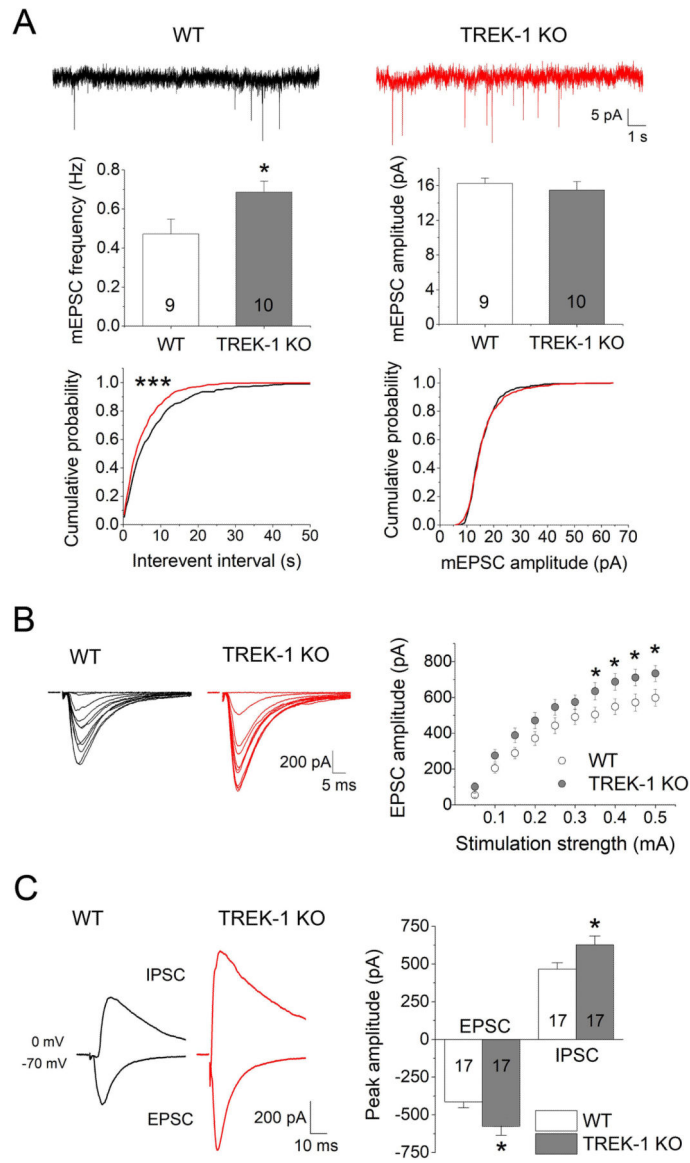 A
WT
TREK-1 KO
5 pA
1 s
mEPSC frequency (Hz)
0.8
0.6
0.4
0.2
0.0
*
9
10
WT
TREK-1 KO
mEPSC amplitude (pA)
16
12
8
4
0
9
10
WT
TREK-1 KO
Cumulative probability
1.0
0.8
0.6
0.4
0.2
0.0
***
0 10 20 30 40 50
Interevent interval (s)
Cumulative probability
1.0
0.8
0.6
0.4
0.2
0.0
0 10 20 30 40 50 60 70
mEPSC amplitude (pA)
B
WT
TREK-1 KO
200 pA
5 ms
EPSC amplitude (pA)
800
600
400
200
0
* * * *
WT
TREK-1 KO
0.1 0.2 0.3 0.4 0.5
Stimulation strength (mA)
C
WT
TREK-1 KO
IPSC
0 mV
-70 mV
EPSC
200 pA
10 ms
Peak amplitude (pA)
750
500
250
0
-250
-500
-750
*
EPSC
17 17
17 17
IPSC
*
WT
TREK-1 KO